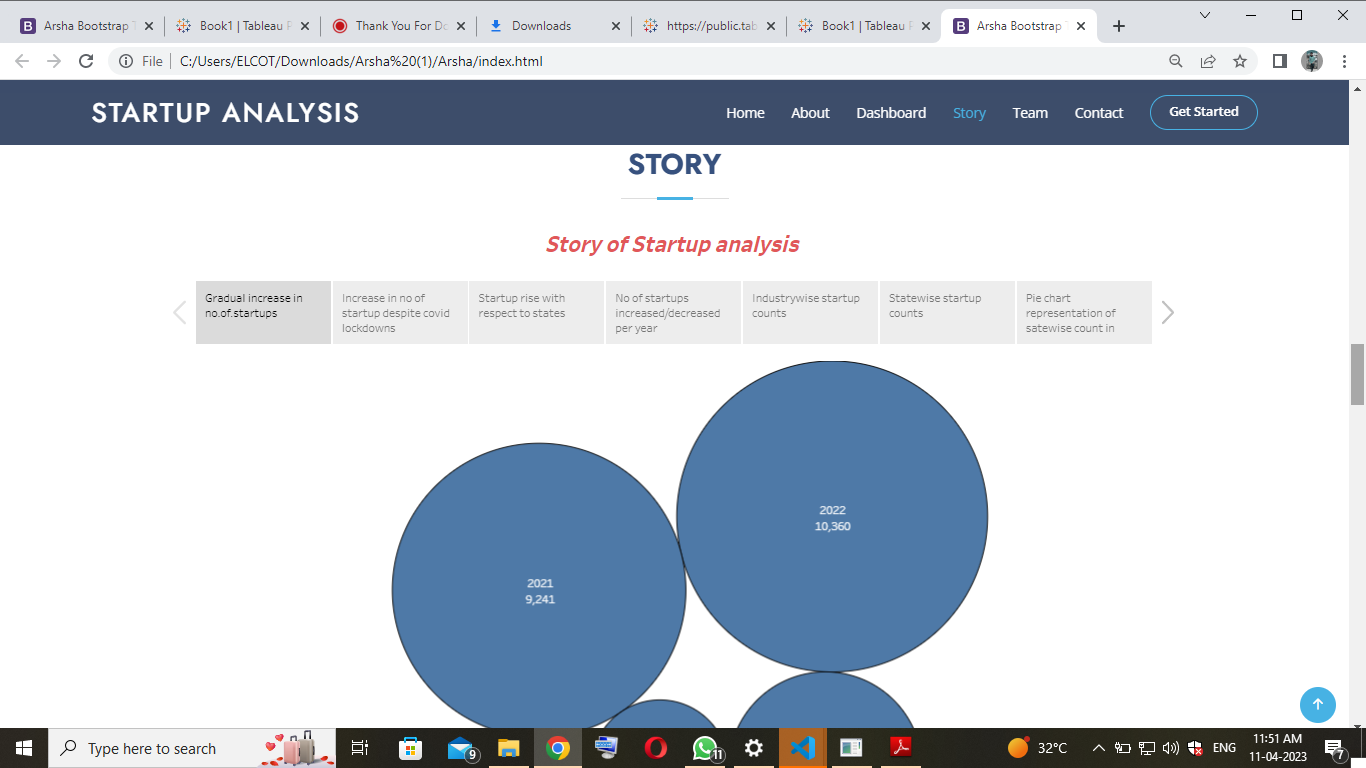 Arsha Bootstrap
Book1 | Tableau
Thank You For Do
Downloads
https://public.tab
Book1 | Tableau
Arsha Bootstrap
File | C:/Users/ELCOT/Downloads/Arsha%20(1)/Arsha/index.html
STARTUP ANALYSIS
Home
About
Dashboard
Story
Team
Contact
Get Started
STORY
Story of Startup analysis
Gradual increase in
no.of.startups
Increase in no of
startup despite covid
lockdowns
Startup rise with
respect to states
No of startups
increased/decreased
per year
Industrywise startup
counts
Statewise startup
counts
Pie chart
representation of
satewise count in
2022
10,360
2021
9,241
Type here to search
9
11
32°C
ENG
11:51 AM
11-04-2023
7